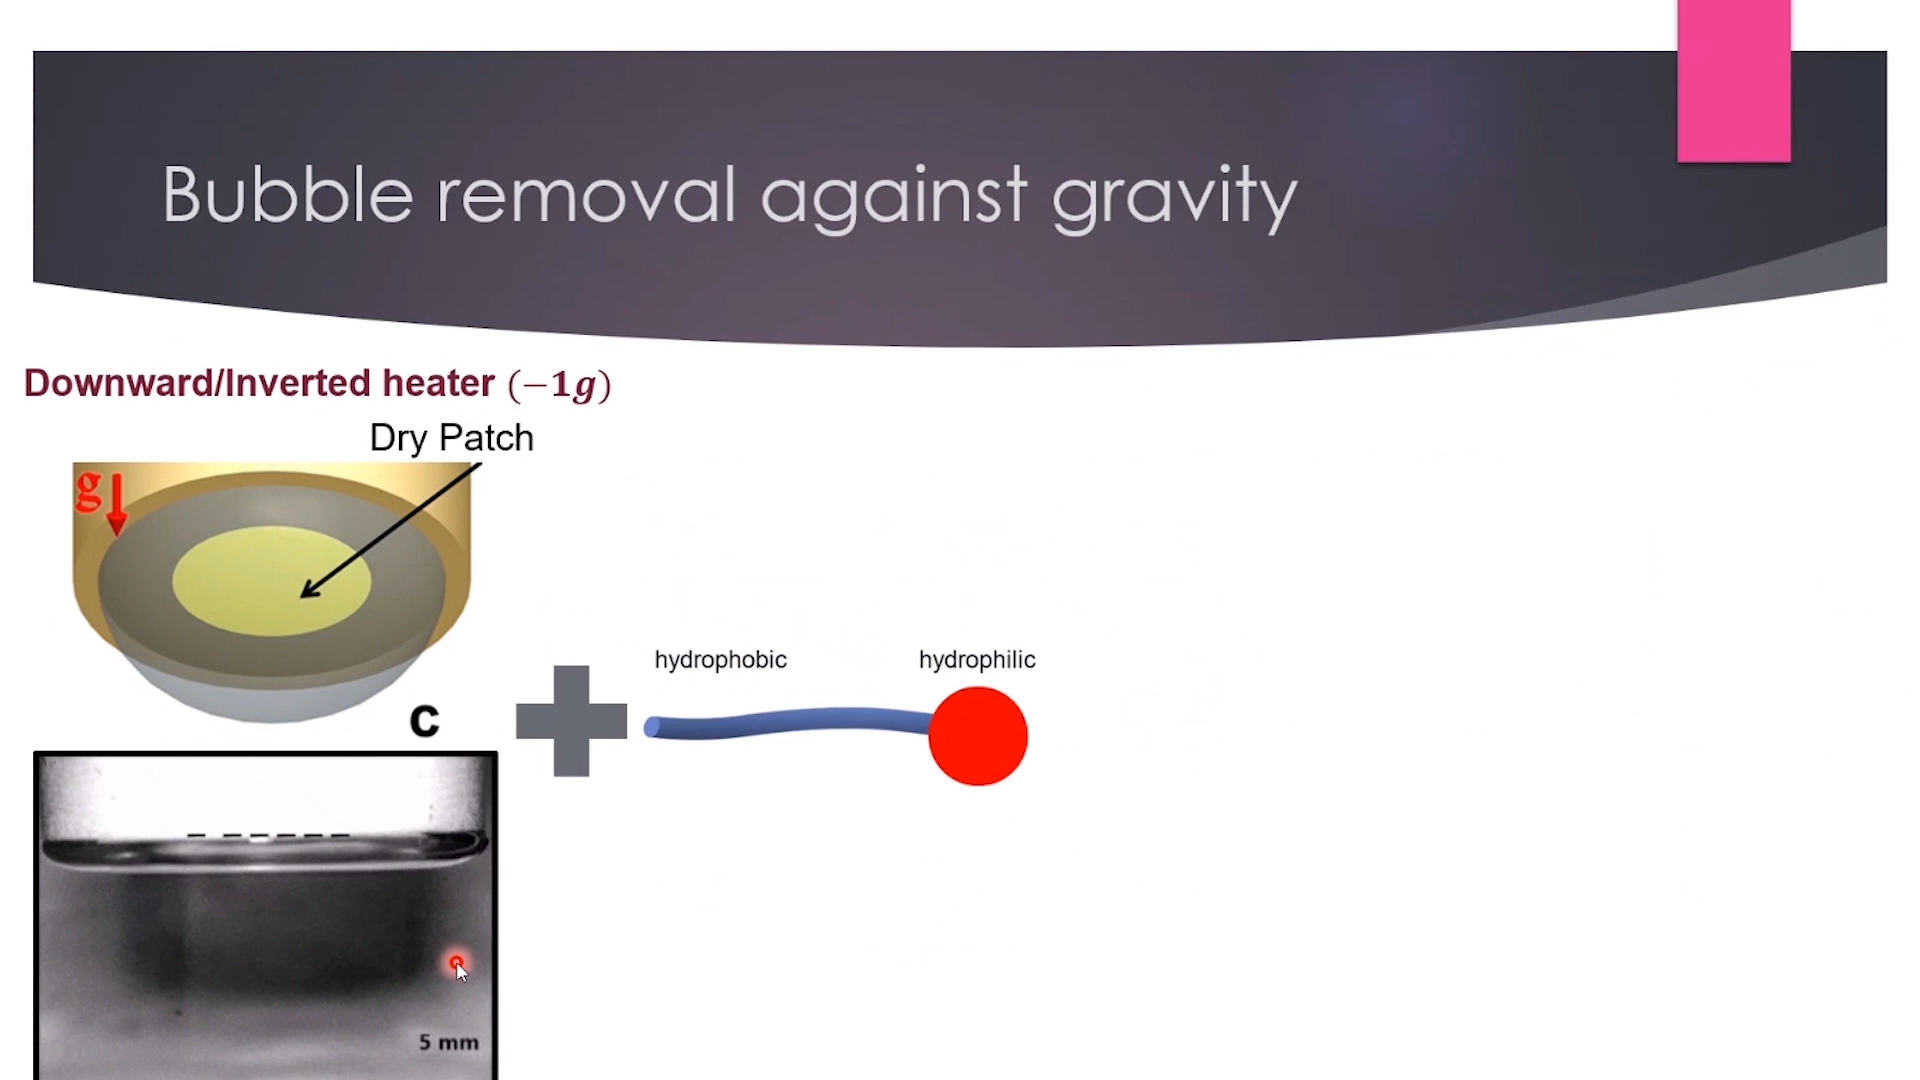 Bubble removal against gravity
Downward/Inverted heater (−1g)
Dry Patch
g
hydrophobic
hydrophilic
c
5 mm